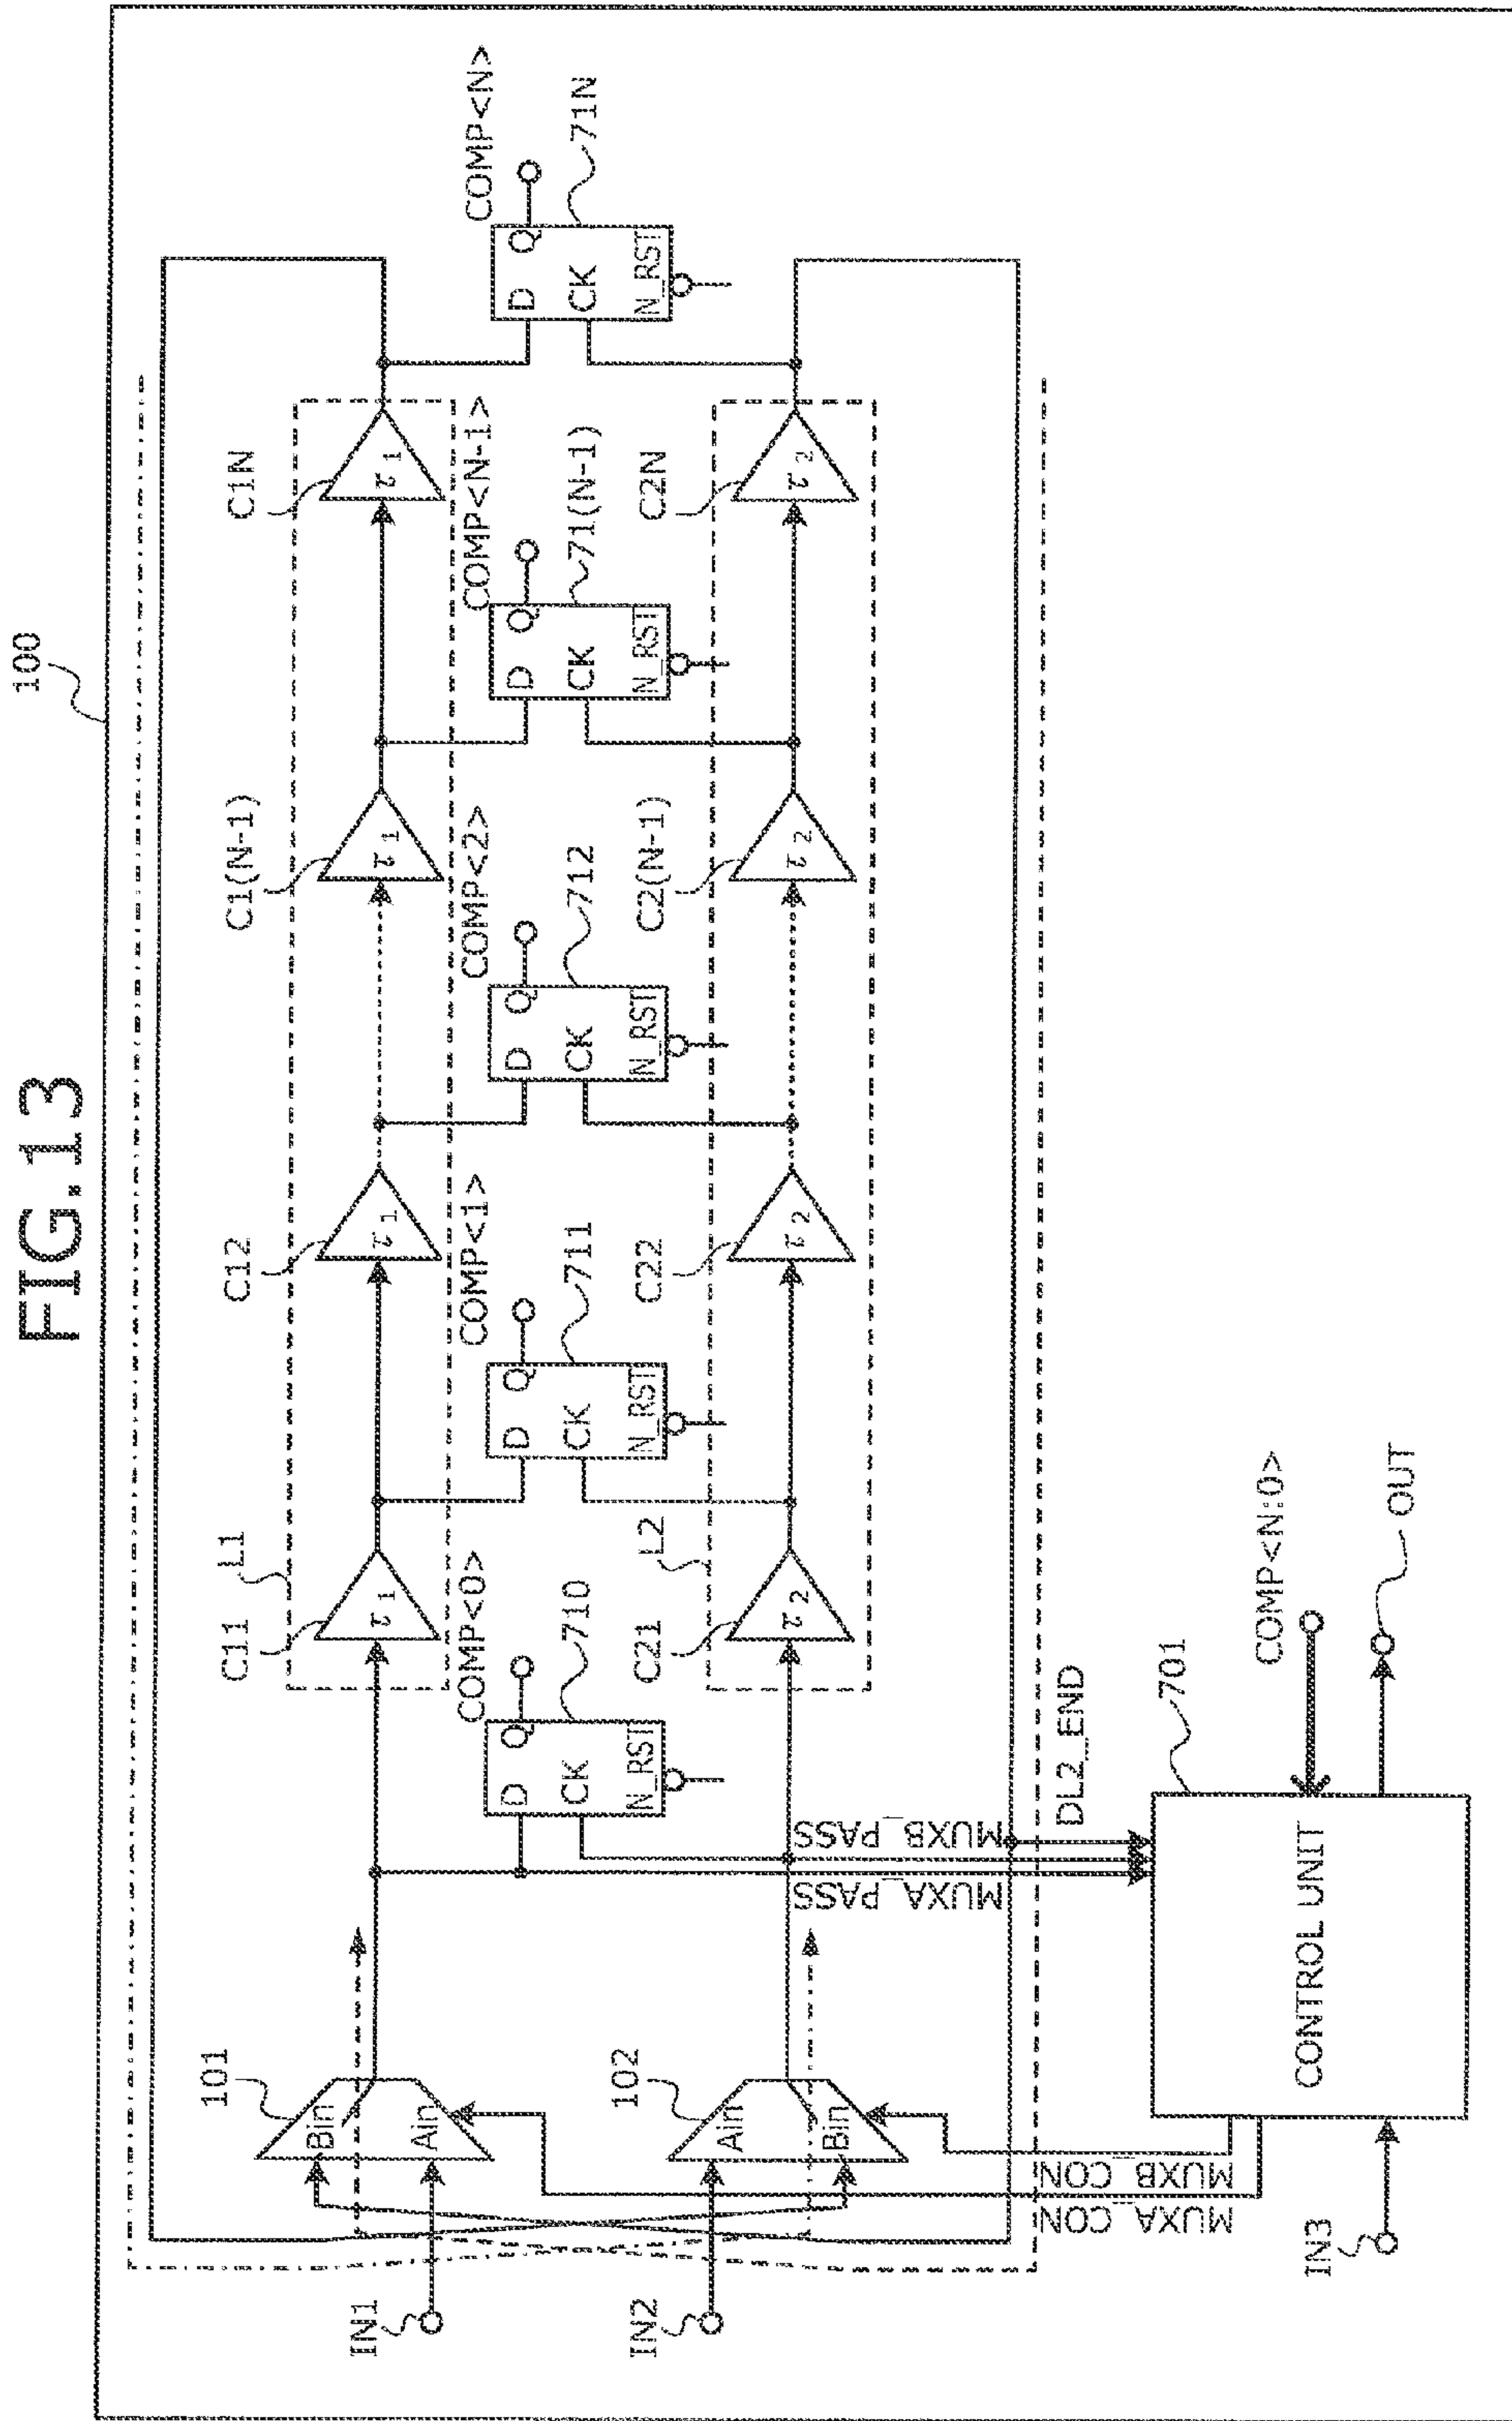 FIG.13
100
C11
L1
C12
C1(N-1)
C1N
τ1
τ1
τ1
τ1
COMP<0>
COMP<1>
COMP<2>
COMP<N-1>
COMP<N>
101
Bin
Ain
IN1
D Q
CK
N_RST
710
D Q
CK
N_RST
711
D Q
CK
N_RST
712
D Q
CK
N_RST
71(N-1)
D Q
CK
N_RST
71N
102
Ain
Bin
IN2
C21
L2
C22
C2(N-1)
C2N
τ2
τ2
τ2
τ2
MUXA_PASS
MUXB_PASS
DL2_END
MUXA_CON
MUXB_CON
IN3
CONTROL UNIT
701
COMP<N:0>
OUT